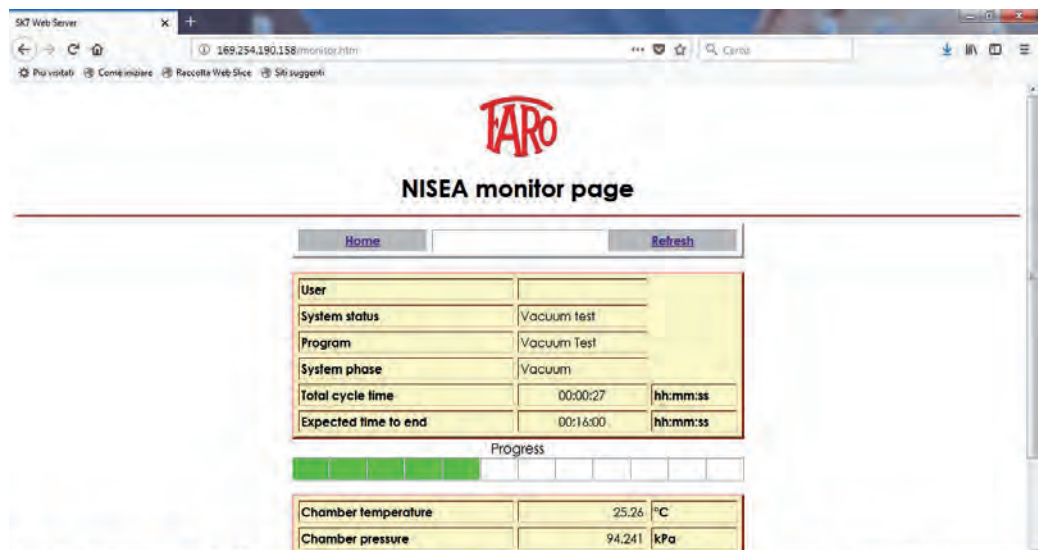 SK7 Web Server
169.254.190.158/monitor.htm
Cerca
Più visitati Come iniziare Raccolta Web Slice Siti suggeriti
FARO
NISEA monitor page
Home Refresh
User
System status Vacuum test
Program Vacuum Test
System phase Vacuum
Total cycle time 00:00:27 hh:mm:ss
Expected time to end 00:16:00 hh:mm:ss
Progress
Chamber temperature 25.26 °C
Chamber pressure 94.241 kPa